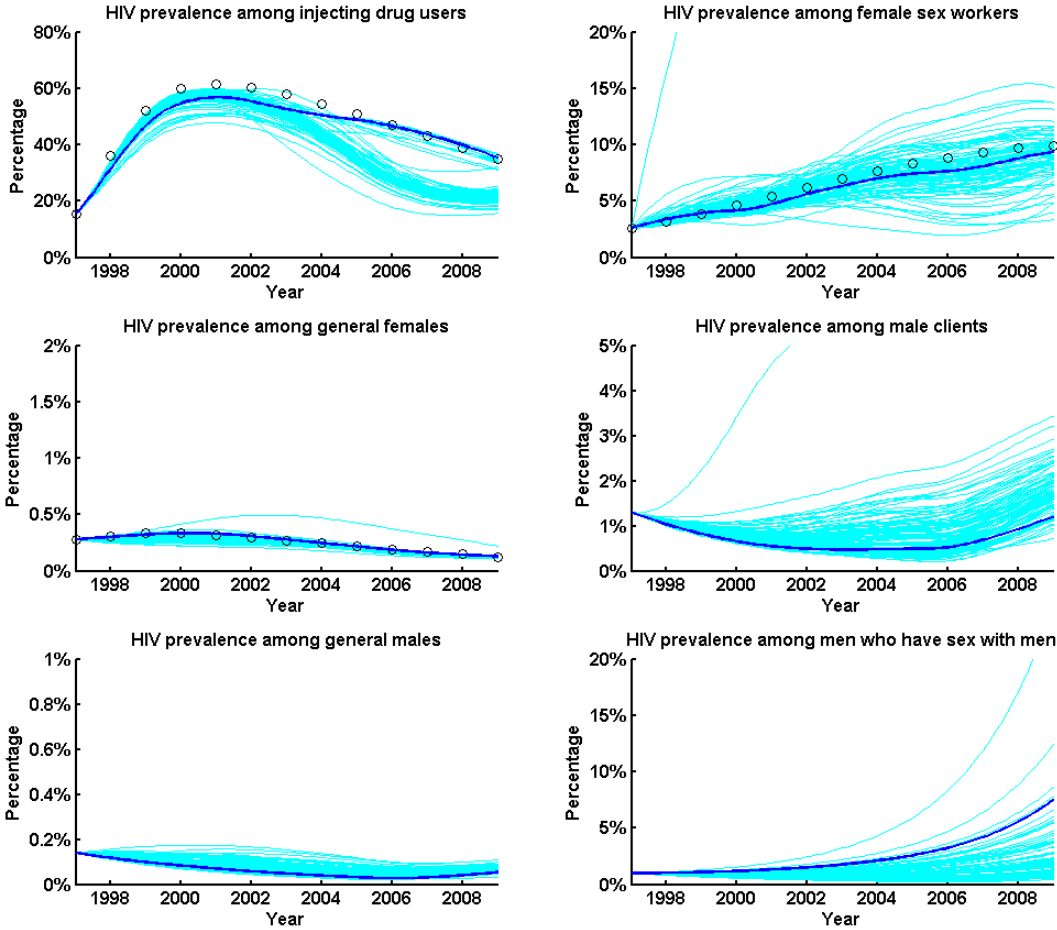 HIV prevalence among injecting drug users
80%
60%
40%
20%
0%
Percentage
1998 2000 2002 2004 2006 2008
Year
HIV prevalence among female sex workers
20%
15%
10%
5%
0%
Percentage
1998 2000 2002 2004 2006 2008
Year
HIV prevalence among general females
2%
1.5%
1%
0.5%
0%
Percentage
1998 2000 2002 2004 2006 2008
Year
HIV prevalence among male clients
5%
4%
3%
2%
1%
0%
Percentage
1998 2000 2002 2004 2006 2008
Year
HIV prevalence among general males
1%
0.8%
0.6%
0.4%
0.2%
0%
Percentage
1998 2000 2002 2004 2006 2008
Year
HIV prevalence among men who have sex with men
20%
15%
10%
5%
0%
Percentage
1998 2000 2002 2004 2006 2008
Year